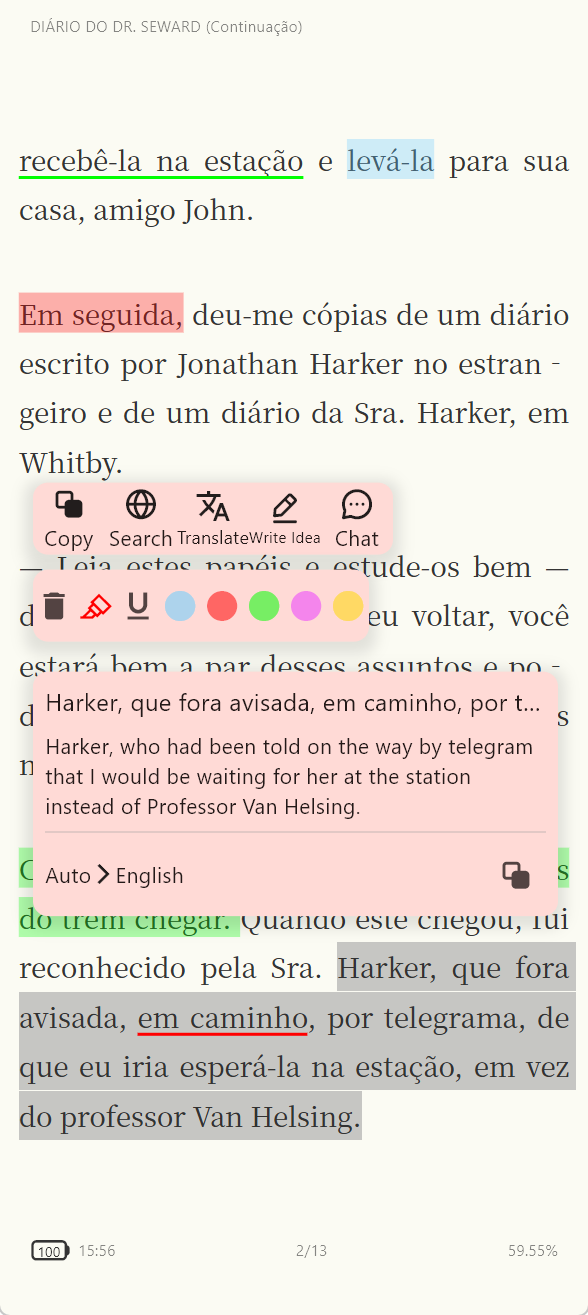 DIÁRIO DO DR. SEWARD (Continuação)
recebê-la na estação e levá-la para sua
casa, amigo John.
Em seguida, deu-me cópias de um diário
escrito por Jonathan Harker no estran -
geiro e de um diário da Sra. Harker, em
Whitby.
Copy Search Translate Write Idea Chat
— Leia estes papéis e estude-os bem —
eu voltar, você
estará bem a par desses assuntos e po -
Harker, que fora avisada, em caminho, por t...
Harker, who had been told on the way by telegram
that I would be waiting for her at the station
instead of Professor Van Helsing.
Auto > English
do trem chegar. Quando este chegou, fui
reconhecido pela Sra. Harker, que fora
avisada, em caminho, por telegrama, de
que eu iria esperá-la na estação, em vez
do professor Van Helsing.
100 15:56 2/13 59.55%